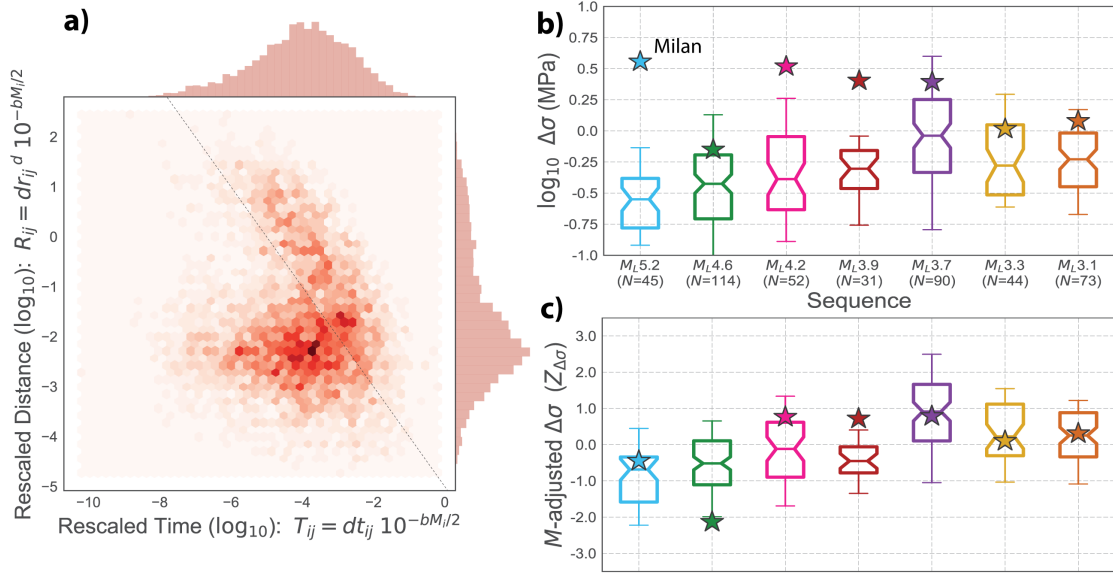 a)
Rescaled Distance (log10): Rij = drij^d 10^-bMi/2
2
1
0
−1
−2
−3
−4
−5
−10
−8
−6
−4
−2
0
Rescaled Time (log10): Tij = dtij 10^-bMi/2
b)
Milan
log10 Δσ (MPa)
1.00
0.75
0.50
0.25
0.0
-0.25
-0.5
-0.75
-1.0
ML5.2 ML4.6 ML4.2 ML3.9 ML3.7 ML3.3 ML3.1
(N=45) (N=114) (N=52) (N=31) (N=90) (N=44) (N=73)
Sequence
c)
M-adjusted Δσ (ZΔσ)
3.0
2.0
1.0
0.0
-1.0
-2.0
-3.0